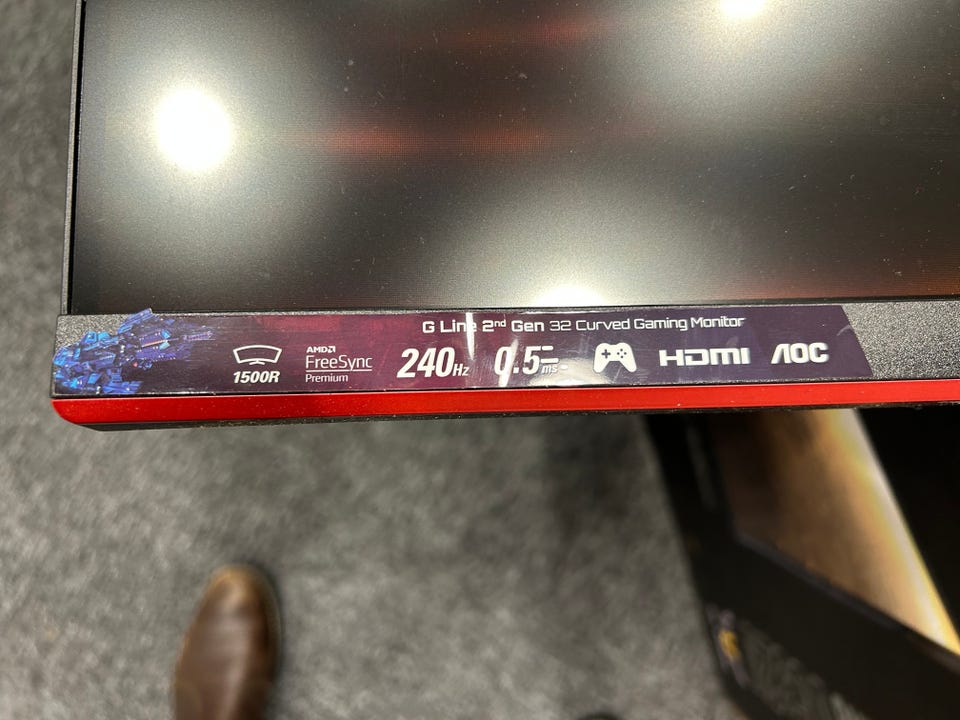 G Line 2nd Gen 32 Curved Gaming Monitor
1500R
AMD FreeSync Premium
240Hz
0.5ms
HDMI
AOC